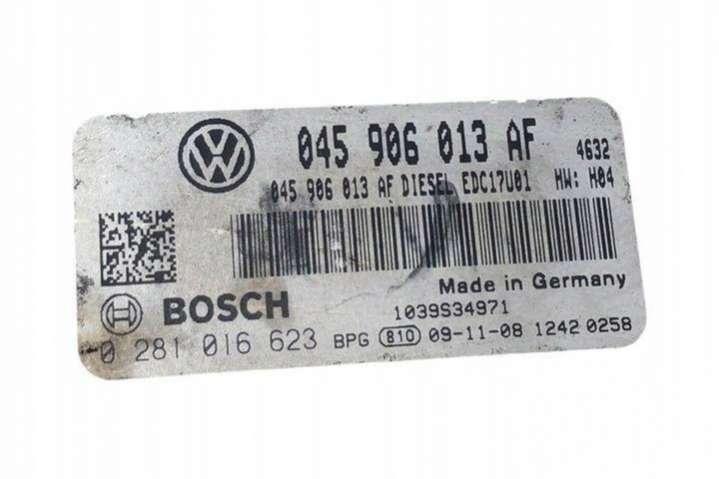 045 906 013 AF 4632
045 906 013 AF DIESEL EDC17U01 HW: H04
Made in Germany
BOSCH 1039S34971
0 281 016 623 BPG 810 09-11-08 1242 0258